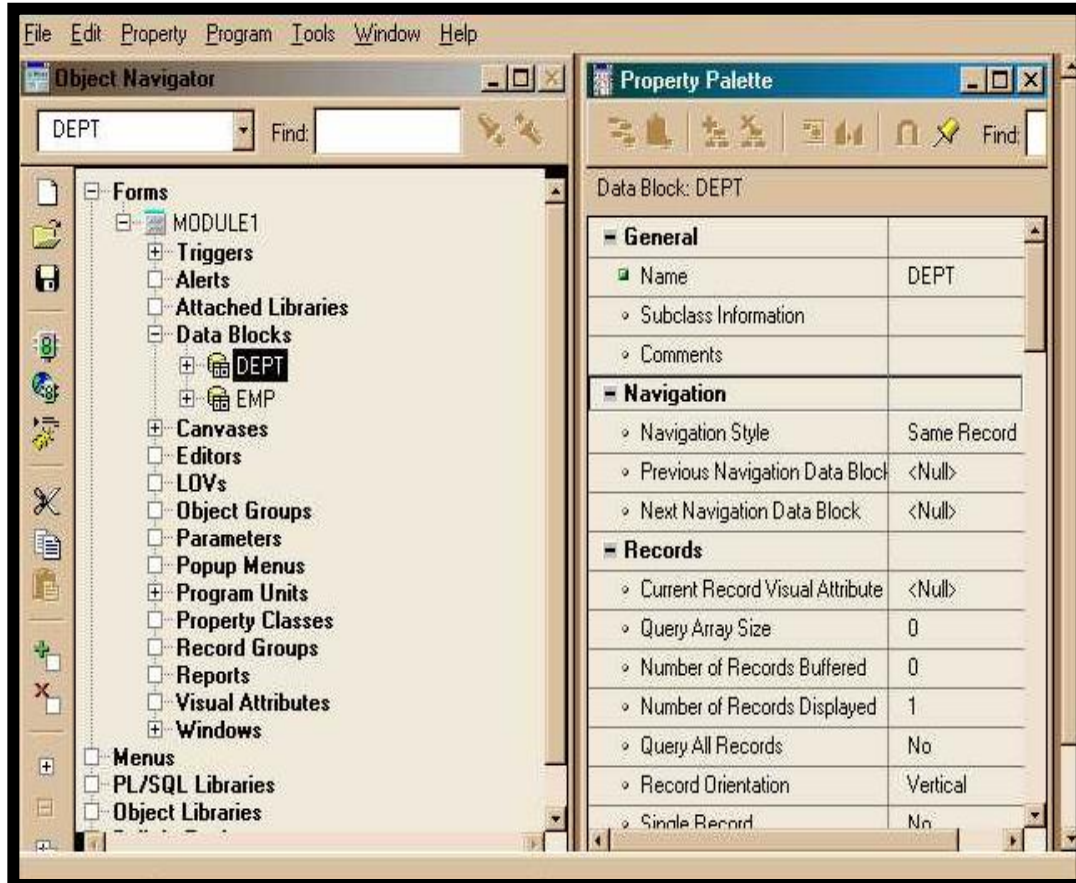 File Edit Property Program Tools Window Help
Object Navigator
DEPT
Find:
Forms
MODULE1
Triggers
Alerts
Attached Libraries
Data Blocks
DEPT
EMP
Canvases
Editors
LOVs
Object Groups
Parameters
Popup Menus
Program Units
Property Classes
Record Groups
Reports
Visual Attributes
Windows
Menus
PL/SQL Libraries
Object Libraries
Property Palette
Find:
Data Block: DEPT
General
Name DEPT
Subclass Information
Comments
Navigation
Navigation Style Same Record
Previous Navigation Data Block <Null>
Next Navigation Data Block <Null>
Records
Current Record Visual Attribute <Null>
Query Array Size 0
Number of Records Buffered 0
Number of Records Displayed 1
Query All Records No
Record Orientation Vertical
Single Record No